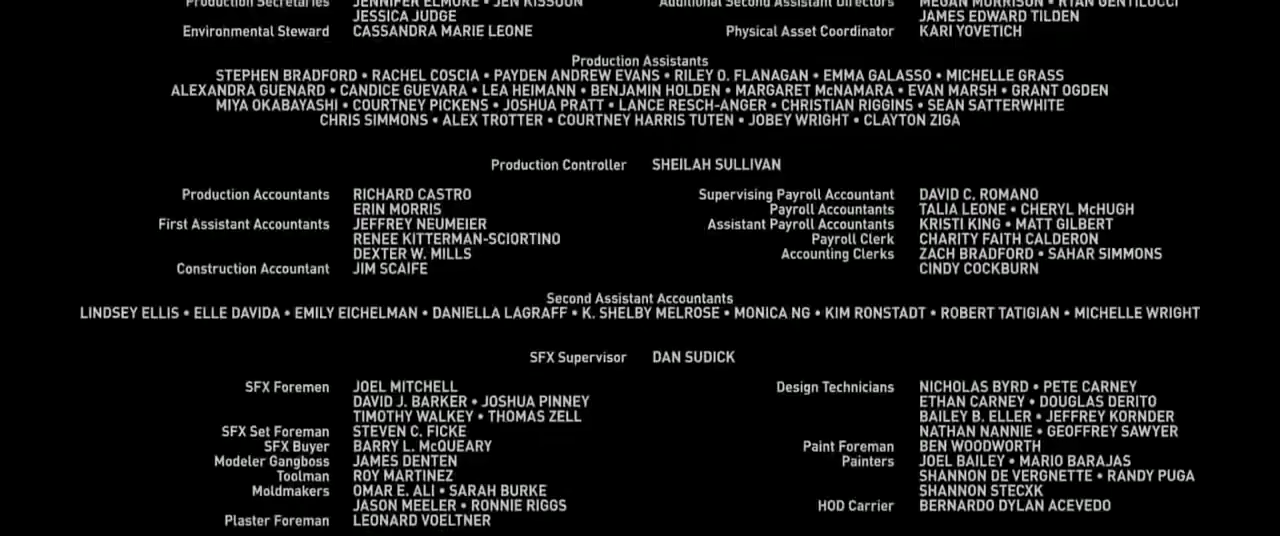 Production Secretaries JENNIFER ELMORE • JEN KISSOUN Additional Second Assistant Directors MEGAN MORRISON • RYAN GENTILUCCI
JESSICA JUDGE JAMES EDWARD TILDEN
Environmental Steward CASSANDRA MARIE LEONE Physical Asset Coordinator KARI YOVETICH
Production Assistants
STEPHEN BRADFORD • RACHEL COSCIA • PAYDEN ANDREW EVANS • RILEY O. FLANAGAN • EMMA GALASSO • MICHELLE GRASS
ALEXANDRA GUENARD • CANDICE GUEVARA • LEA HEIMANN • BENJAMIN HOLDEN • MARGARET McNAMARA • EVAN MARSH • GRANT OGDEN
MIYA OKABAYASHI • COURTNEY PICKENS • JOSHUA PRATT • LANCE RESCH-ANGER • CHRISTIAN RIGGINS • SEAN SATTERWHITE
CHRIS SIMMONS • ALEX TROTTER • COURTNEY HARRIS TUTEN • JOBEY WRIGHT • CLAYTON ZIGA
Production Controller SHEILAH SULLIVAN
Production Accountants RICHARD CASTRO Supervising Payroll Accountant DAVID C. ROMANO
ERIN MORRIS Payroll Accountants TALIA LEONE • CHERYL McHUGH
First Assistant Accountants JEFFREY NEUMEIER Assistant Payroll Accountants KRISTI KING • MATT GILBERT
RENEE KITTERMAN-SCIORTINO Payroll Clerk CHARITY FAITH CALDERON
DEXTER W. MILLS Accounting Clerks ZACH BRADFORD • SAHAR SIMMONS
Construction Accountant JIM SCAIFE CINDY COCKBURN
Second Assistant Accountants
LINDSEY ELLIS • ELLE DAVIDA • EMILY EICHELMAN • DANIELLA LAGRAFF • K. SHELBY MELROSE • MONICA NG • KIM RONSTADT • ROBERT TATIGIAN • MICHELLE WRIGHT
SFX Supervisor DAN SUDICK
SFX Foremen JOEL MITCHELL Design Technicians NICHOLAS BYRD • PETE CARNEY
DAVID J. BARKER • JOSHUA PINNEY ETHAN CARNEY • DOUGLAS DERITO
TIMOTHY WALKEY • THOMAS ZELL BAILEY B. ELLER • JEFFREY KORNDER
SFX Set Foreman STEVEN C. FICKE NATHAN NANNIE • GEOFFREY SAWYER
SFX Buyer BARRY L. McQUEARY Paint Foreman BEN WOODWORTH
Modeler Gangboss JAMES DENTEN Painters JOEL BAILEY • MARIO BARAJAS
Toolman ROY MARTINEZ SHANNON DE VERGNETTE • RANDY PUGA
Moldmakers OMAR E. ALI • SARAH BURKE SHANNON STECXK
JASON MEELER • RONNIE RIGGS HOD Carrier BERNARDO DYLAN ACEVEDO
Plaster Foreman LEONARD VOELTNER